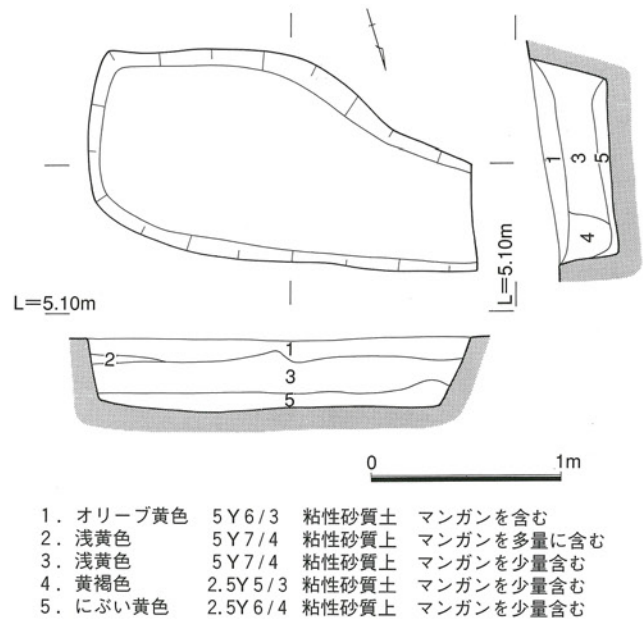 1
3
5
4
L=5.10m
L=5.10m
1
2
3
5
0 1m
1. オリーブ黄色 5Y6/3 粘性砂質土 マンガンを含む
2. 浅黄色 5Y7/4 粘性砂質上 マンガンを多量に含む
3. 浅黄色 5Y7/4 粘性砂質上 マンガンを少量含む
4. 黄褐色 2.5Y5/3 粘性砂質土 マンガンを少量含む
5. にぶい黄色 2.5Y6/4 粘性砂質上 マンガンを少量含む